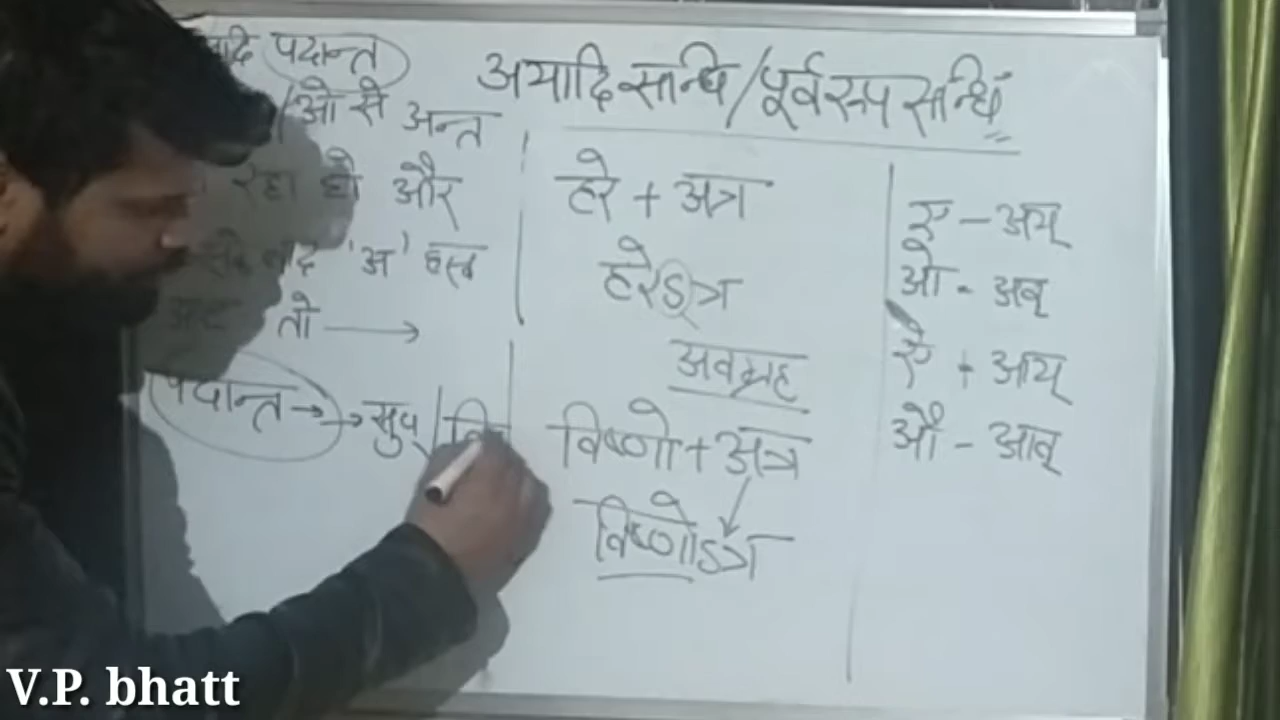 अयादि सन्धि/पूर्वरूप सन्धिः
पदान्त
/ओ से अन्त
रहा हो और
बाद 'अ' ह्रस्व
तो →
पदान्त → → सुप् |
हरे + अत्र
हरेऽत्र
अवग्रह
विष्णो + अत्र
विष्णोऽत्र
ए - अय्
ओ - अव्
ऐ + आय्
औ - आव्
V.P. bhatt